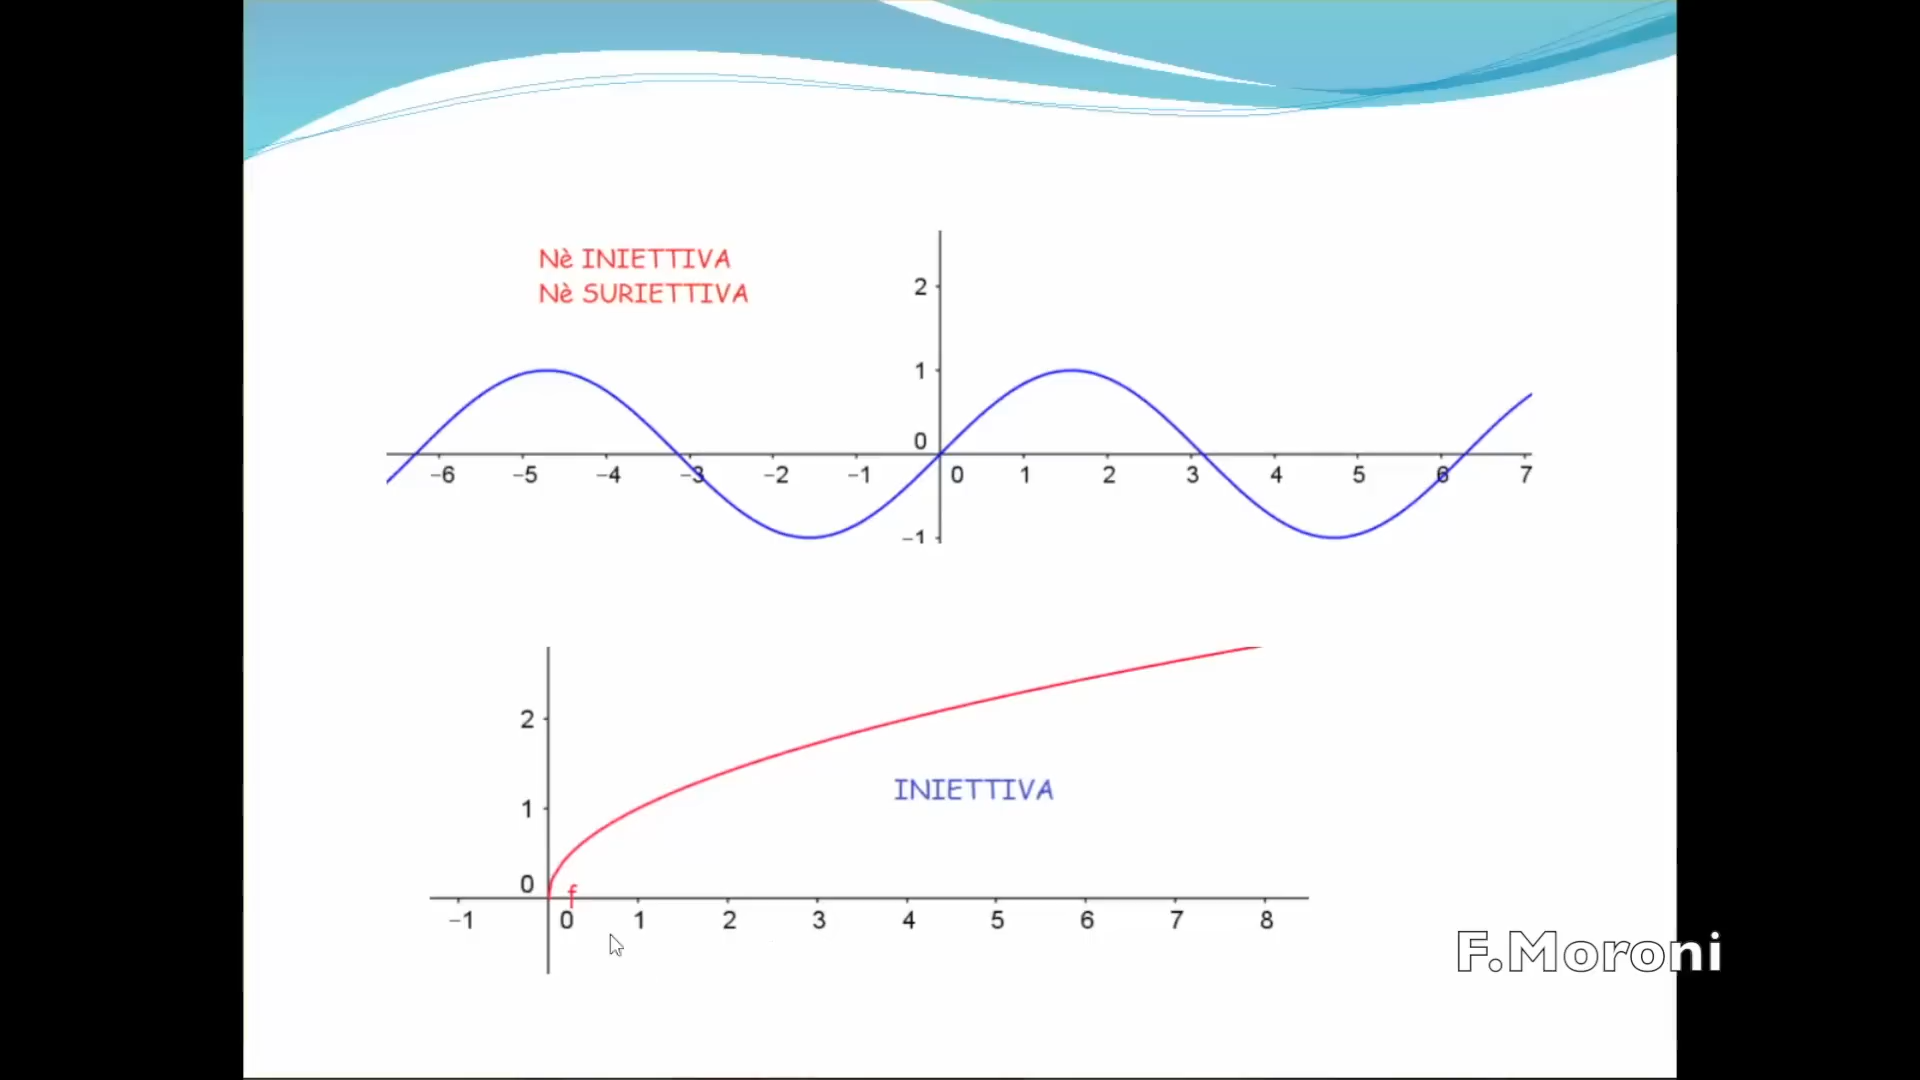 Nè INIETTIVA
Nè SURIETTIVA
2
1
0
−6 −5 −4 −3 −2 −1 0 1 2 3 4 5 6 7
−1
2
1
INIETTIVA
0
f
−1 0 1 2 3 4 5 6 7 8
F.Moroni